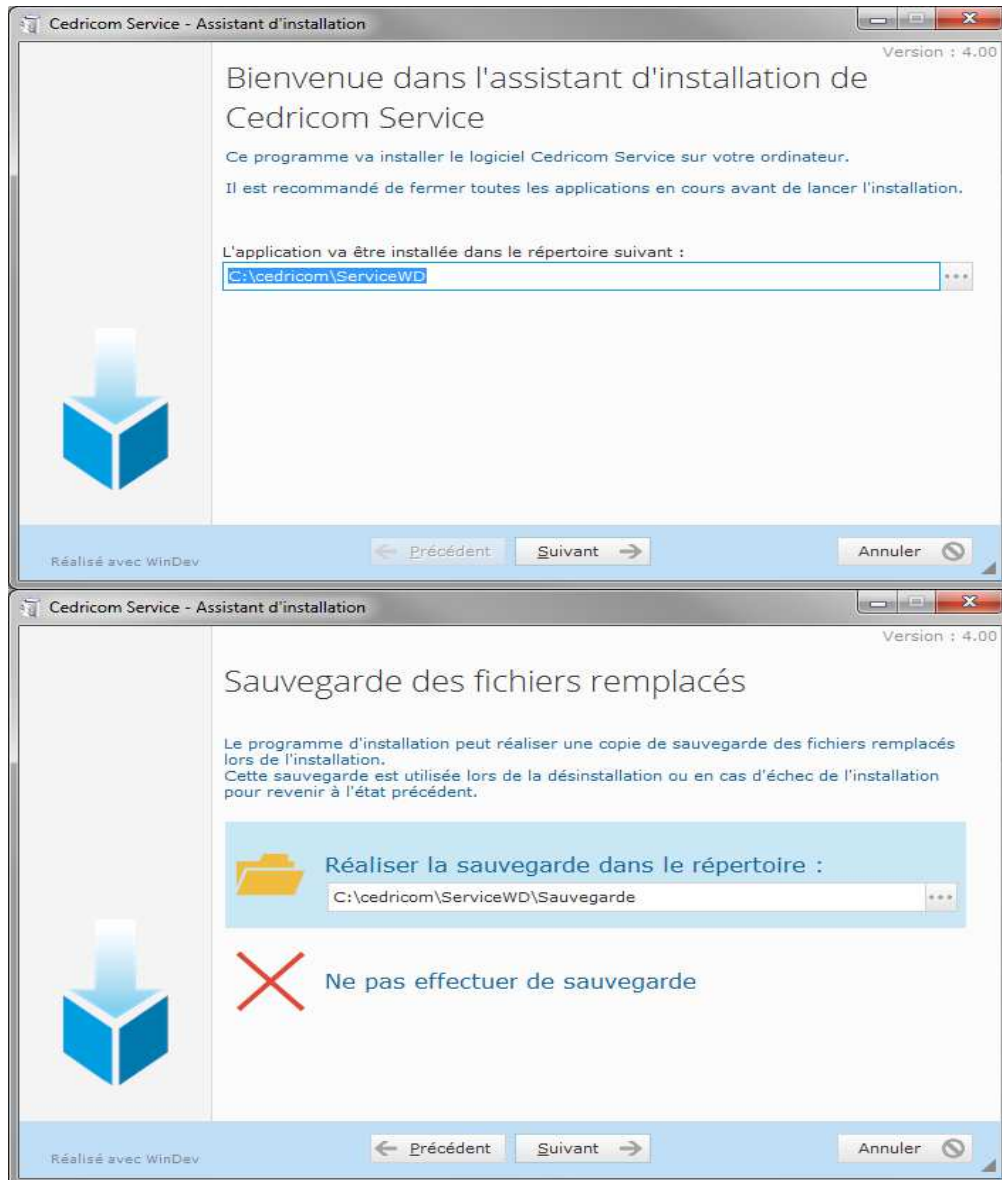 Cedricom Service - Assistant d'installation
Version : 4.00
Bienvenue dans l'assistant d'installation de
Cedricom Service
Ce programme va installer le logiciel Cedricom Service sur votre ordinateur.
Il est recommandé de fermer toutes les applications en cours avant de lancer l'installation.
L'application va être installée dans le répertoire suivant :
C:\cedricom\ServiceWD
Réalisé avec WinDev
Précédent
Suivant
Annuler
Cedricom Service - Assistant d'installation
Version : 4.00
Sauvegarde des fichiers remplacés
Le programme d'installation peut réaliser une copie de sauvegarde des fichiers remplacés
lors de l'installation.
Cette sauvegarde est utilisée lors de la désinstallation ou en cas d'échec de l'installation
pour revenir à l'état précédent.
Réaliser la sauvegarde dans le répertoire :
C:\cedricom\ServiceWD\Sauvegarde
Ne pas effectuer de sauvegarde
Réalisé avec WinDev
Précédent
Suivant
Annuler